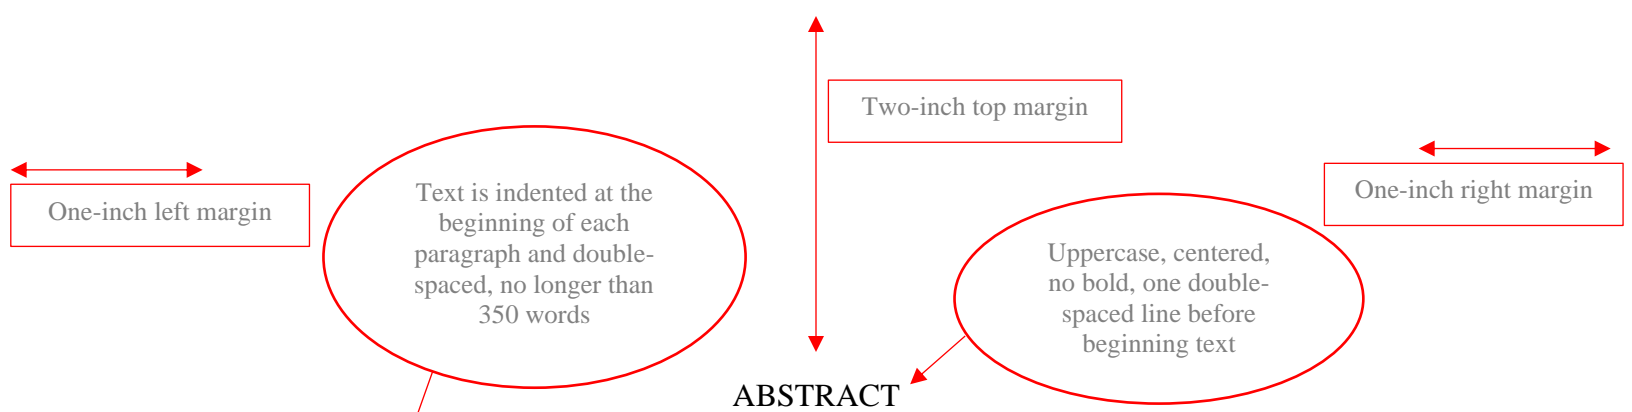 Two-inch top margin
One-inch left margin
Text is indented at the
beginning of each
paragraph and double-
spaced, no longer than
350 words
One-inch right margin
Uppercase, centered,
no bold, one double-
spaced line before
beginning text
ABSTRACT